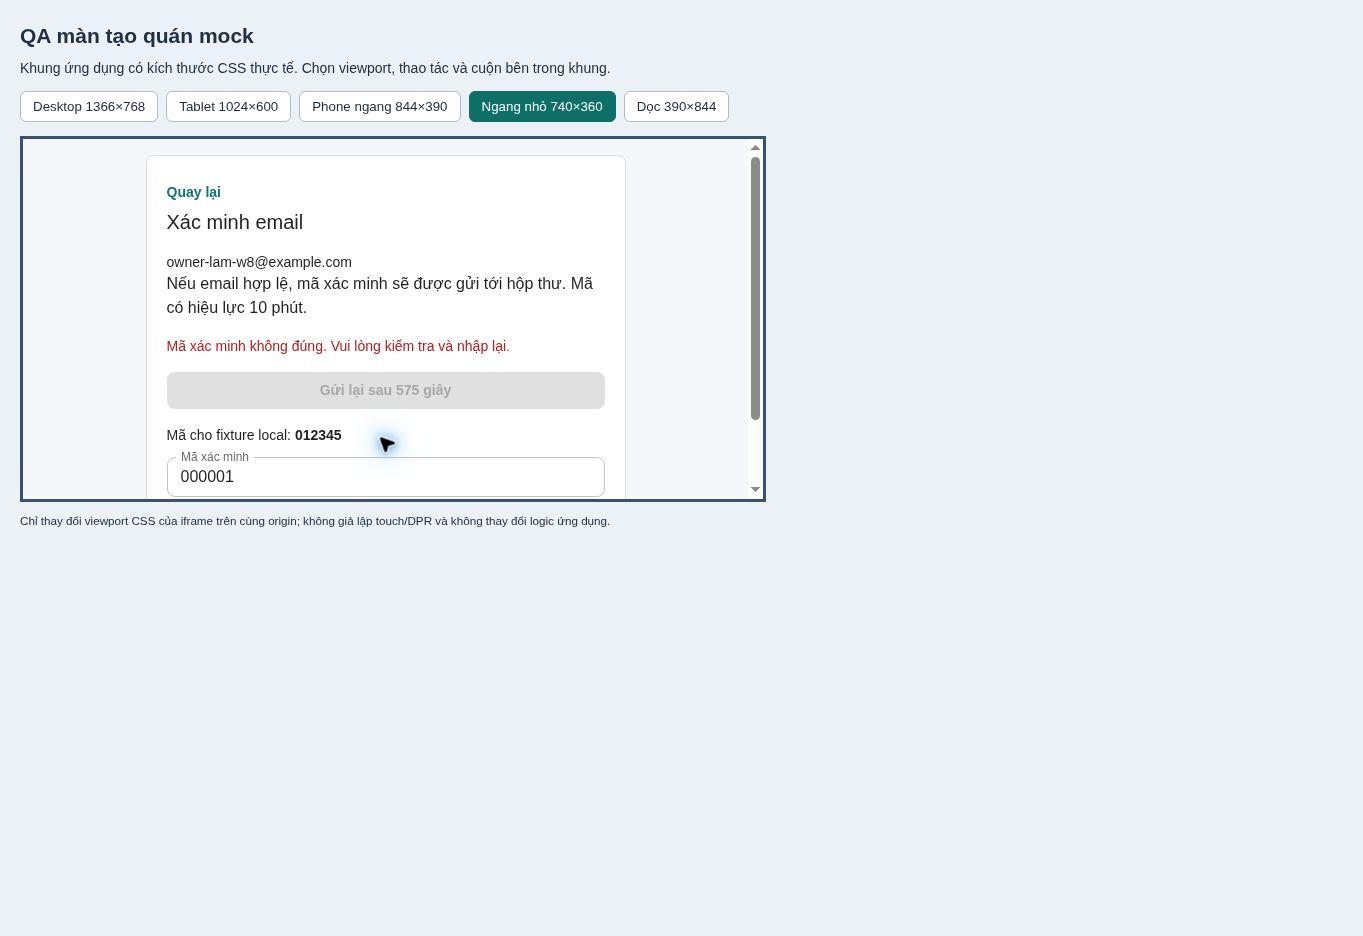 QA màn tạo quán mock
Khung ứng dụng có kích thước CSS thực tế. Chọn viewport, thao tác và cuộn bên trong khung.
Desktop 1366×768
Tablet 1024×600
Phone ngang 844×390
Ngang nhỏ 740×360
Dọc 390×844
Quay lại
Xác minh email
owner-lam-w8@example.com
Nếu email hợp lệ, mã xác minh sẽ được gửi tới hộp thư. Mã
có hiệu lực 10 phút.
Mã xác minh không đúng. Vui lòng kiểm tra và nhập lại.
Gửi lại sau 575 giây
Mã cho fixture local: 012345
Mã xác minh
000001
Chỉ thay đổi viewport CSS của iframe trên cùng origin; không giả lập touch/DPR và không thay đổi logic ứng dụng.